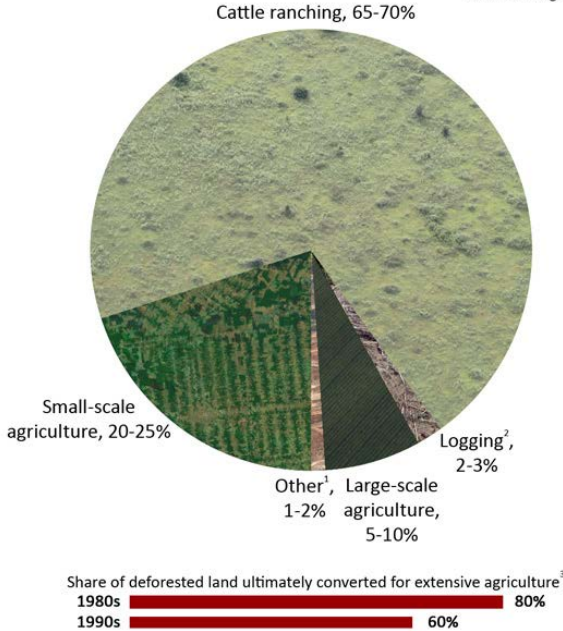 Cattle ranching, 65-70%
Small-scale
agriculture, 20-25%
Other¹,
1-2%
Large-scale
agriculture,
5-10%
Logging²,
2-3%
Share of deforested land ultimately converted for extensive agriculture³
1980s 80%
1990s 60%